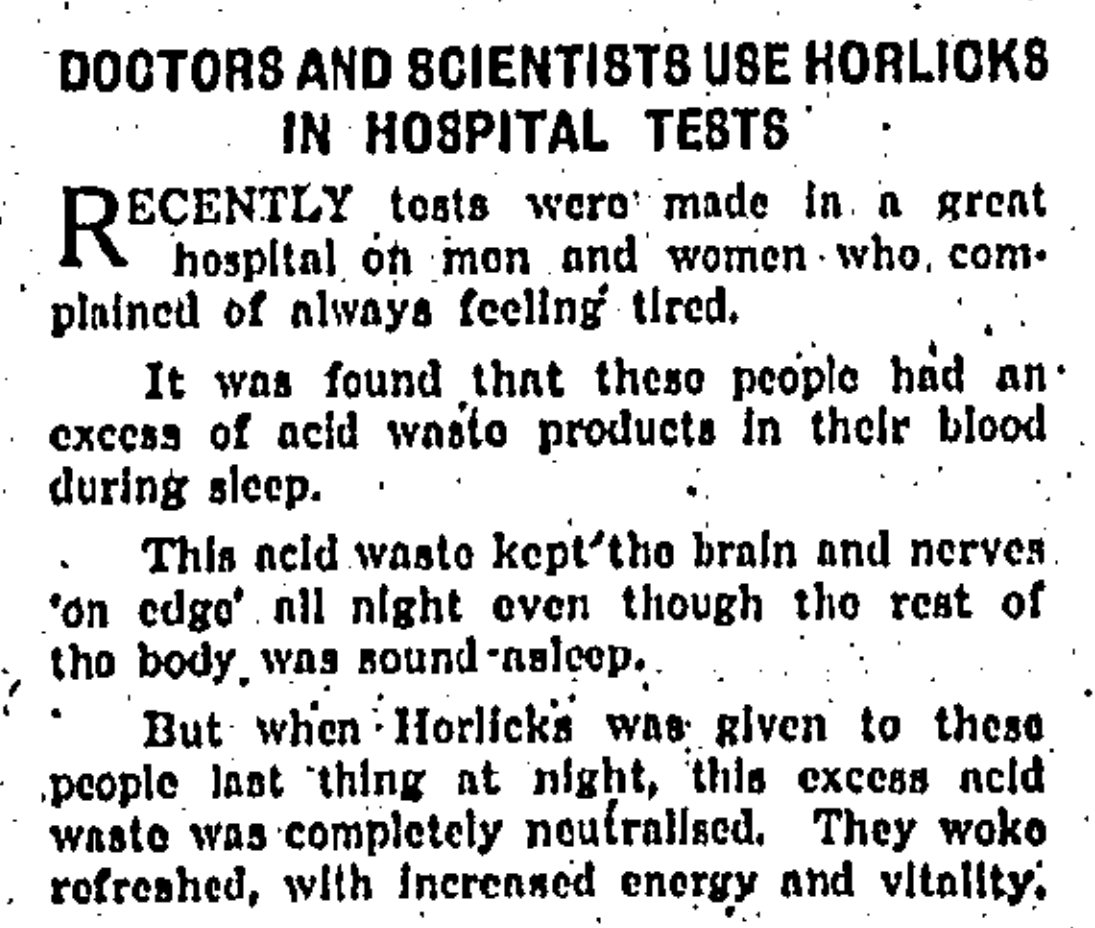 DOCTORS AND SCIENTISTS USE HORLICKS
IN HOSPITAL TESTS
RECENTLY tests were made in a great
hospital on men and women who com-
plained of always feeling tired.
It was found that these people had an
excess of acid waste products in their blood
during sleep.
This acid waste kept the brain and nerves
'on edge' all night even though the rest of
the body was sound asleep.
But when Horlicks was given to these
people last thing at night, this excess acid
waste was completely neutralised. They woke
refreshed, with increased energy and vitality.